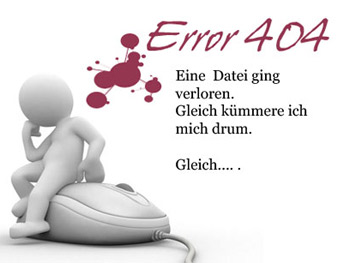 Error 404
Eine Datei ging
verloren.
Gleich kümmere ich
mich drum.
Gleich.... .